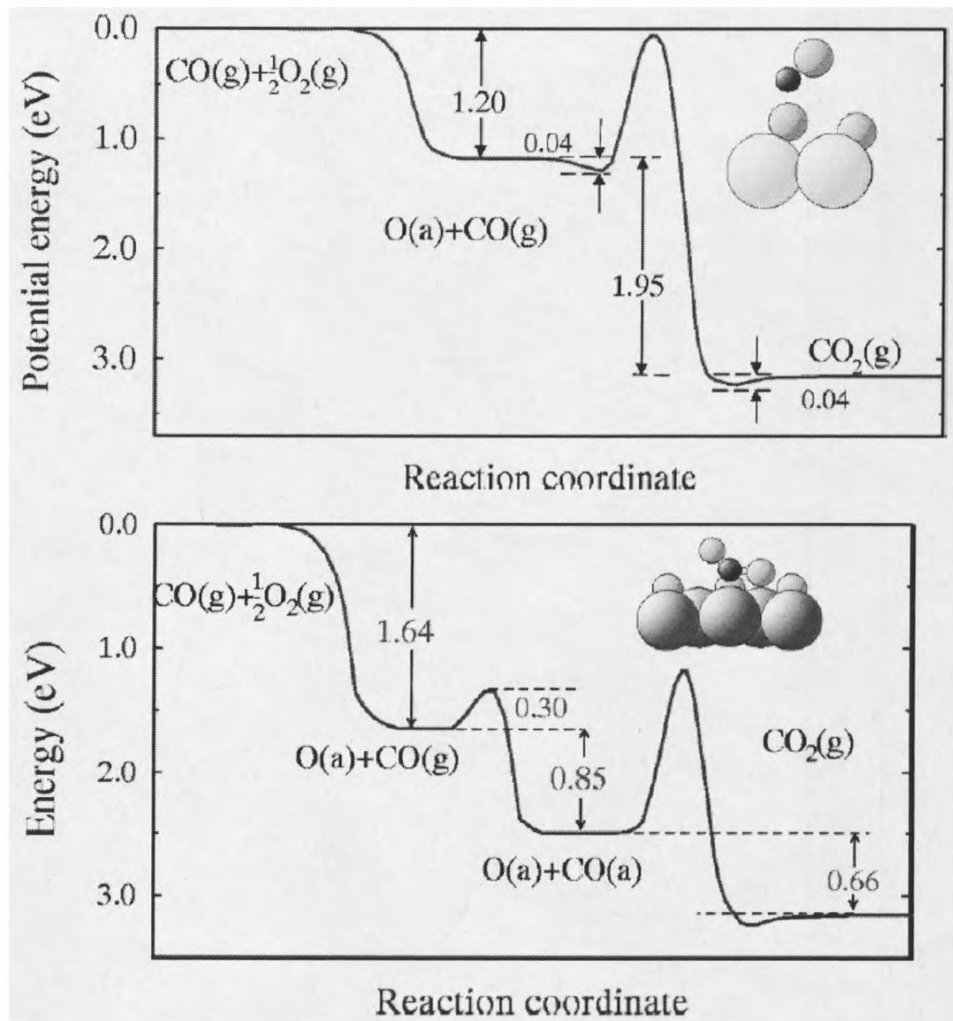 0.0
CO(g)+½O₂(g)
1.20
1.0
0.04
O(a)+CO(g)
2.0
1.95
3.0
CO₂(g)
0.04
Potential energy (eV)
Reaction coordinate
0.0
CO(g)+½O₂(g)
1.64
1.0
0.30
O(a)+CO(g)
CO₂(g)
2.0
0.85
O(a)+CO(a)
0.66
3.0
Energy (eV)
Reaction coordinate